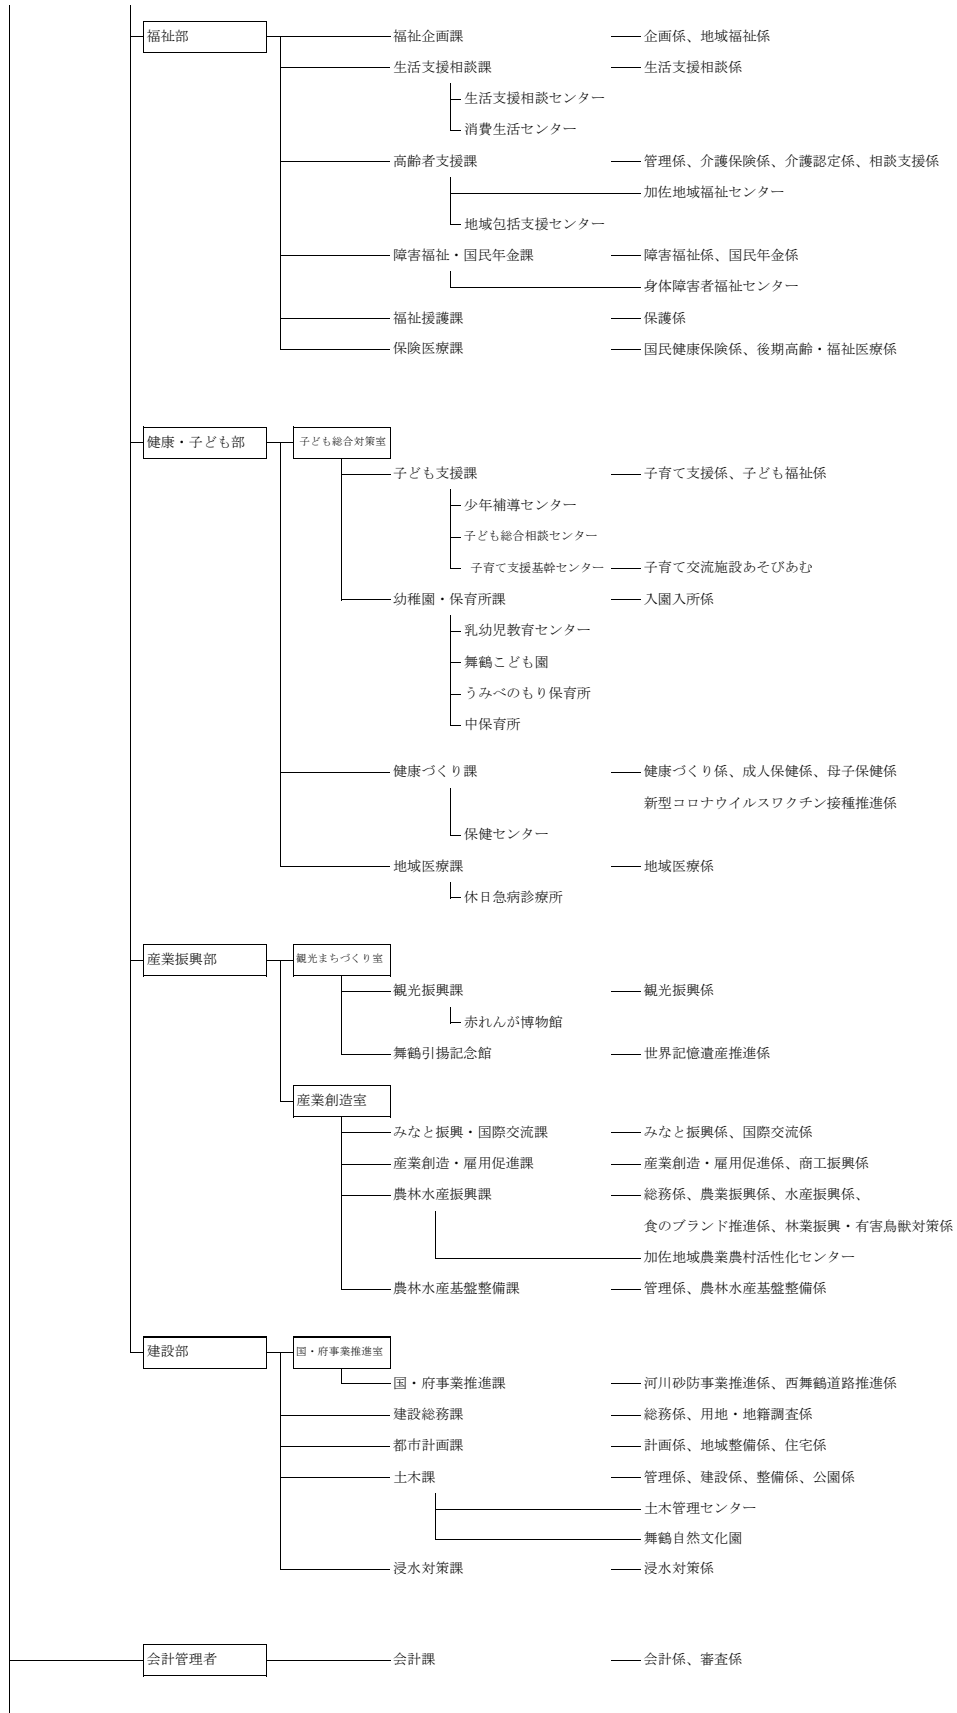 福祉部 福祉企画課 企画係、地域福祉係
生活支援相談課 生活支援相談係
生活支援相談センター
消費生活センター
高齢者支援課 管理係、介護保険係、介護認定係、相談支援係
加佐地域福祉センター
地域包括支援センター
障害福祉・国民年金課 障害福祉係、国民年金係
身体障害者福祉センター
福祉援護課 保護係
保険医療課 国民健康保険係、後期高齢・福祉医療係
健康・子ども部 子ども総合対策室
子ども支援課 子育て支援係、子ども福祉係
少年補導センター
子ども総合相談センター
子育て支援基幹センター 子育て交流施設あそびあむ
幼稚園・保育所課 入園入所係
乳幼児教育センター
舞鶴こども園
うみべのもり保育所
中保育所
健康づくり課 健康づくり係、成人保健係、母子保健係
新型コロナウイルスワクチン接種推進係
保健センター
地域医療課 地域医療係
休日急病診療所
産業振興部 観光まちづくり室
観光振興課 観光振興係
赤れんが博物館
舞鶴引揚記念館 世界記憶遺産推進係
産業創造室
みなと振興・国際交流課 みなと振興係、国際交流係
産業創造・雇用促進課 産業創造・雇用促進係、商工振興係
農林水産振興課 総務係、農業振興係、水産振興係、
食のブランド推進係、林業振興・有害鳥獣対策係
加佐地域農業農村活性化センター
農林水産基盤整備課 管理係、農林水産基盤整備係
建設部 国・府事業推進室
国・府事業推進課 河川砂防事業推進係、西舞鶴道路推進係
建設総務課 総務係、用地・地籍調査係
都市計画課 計画係、地域整備係、住宅係
土木課 管理係、建設係、整備係、公園係
土木管理センター
舞鶴自然文化園
浸水対策課 浸水対策係
会計管理者 会計課 会計係、審査係